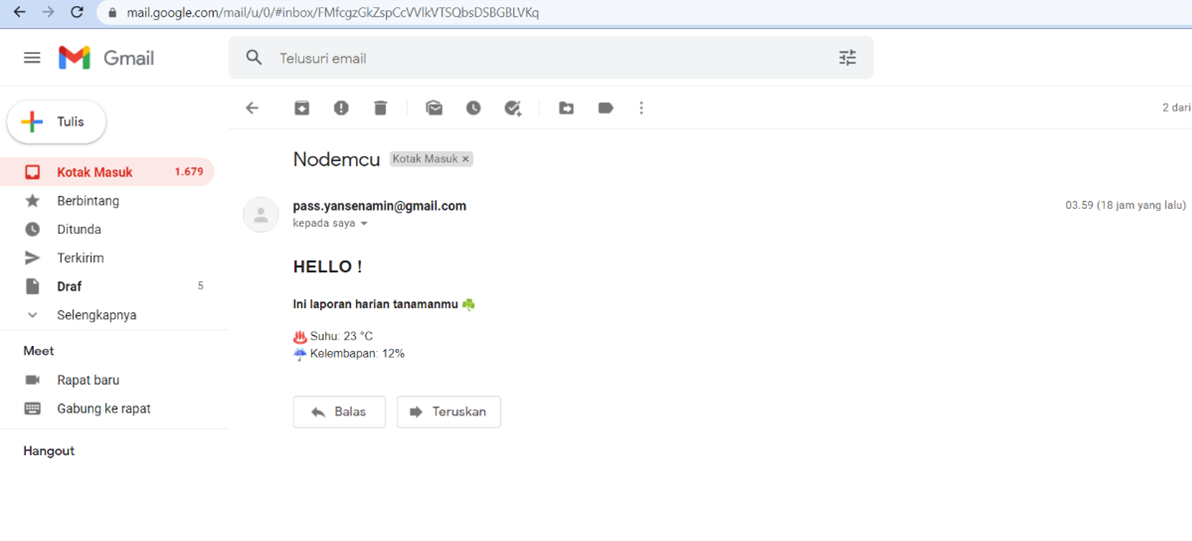 mail.google.com/mail/u/0/#inbox/FMfcgzGkZspCcVVlkVTSQbsDSBGBLVKq
Gmail
Telusuri email
Tulis
2 dari
Kotak Masuk 1.679
Berbintang
Ditunda
Terkirim
Draf 5
Selengkapnya
Meet
Rapat baru
Gabung ke rapat
Hangout
Nodemcu Kotak Masuk ×
pass.yansenamin@gmail.com 03.59 (18 jam yang lalu)
kepada saya
HELLO !
Ini laporan harian tanamanmu ☘️
♨️ Suhu: 23 °C
☔ Kelembapan: 12%
Balas Teruskan